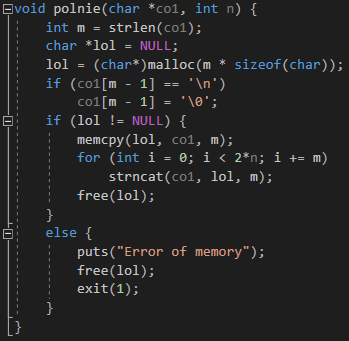 void polnie(char *co1, int n) {
    int m = strlen(co1);
    char *lol = NULL;
    lol = (char*)malloc(m * sizeof(char));
    if (co1[m - 1] == '\n')
        co1[m - 1] = '\0';
    if (lol != NULL) {
        memcpy(lol, co1, m);
        for (int i = 0; i < 2*n; i += m)
            strncat(co1, lol, m);
        free(lol);
    }
    else {
        puts("Error of memory");
        free(lol);
        exit(1);
    }
}